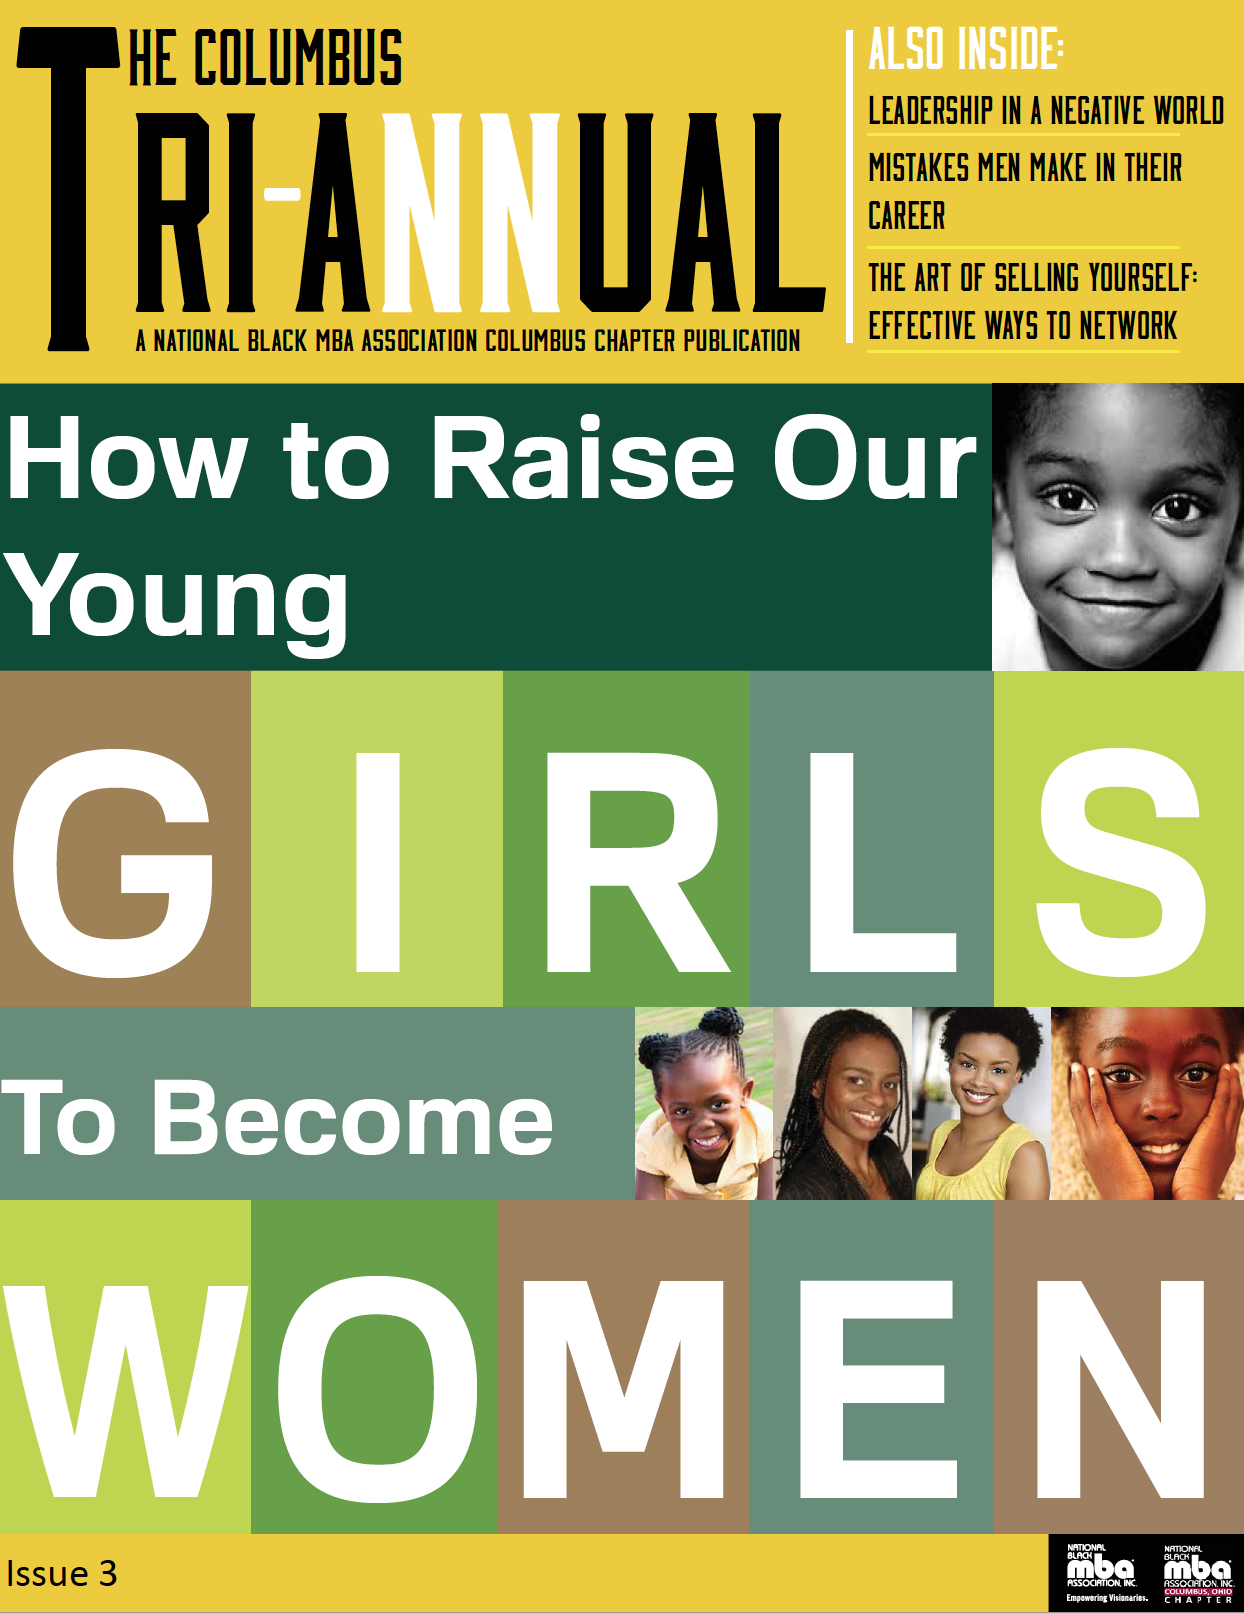 THE COLUMBUS
TRI-ANNUAL
A NATIONAL BLACK MBA ASSOCIATION COLUMBUS CHAPTER PUBLICATION
ALSO INSIDE:
LEADERSHIP IN A NEGATIVE WORLD
MISTAKES MEN MAKE IN THEIR
CAREER
THE ART OF SELLING YOURSELF:
EFFECTIVE WAYS TO NETWORK
How to Raise Our
Young
GIRLS
To Become
WOMEN
Issue 3
NATIONAL
BLACK
mba
ASSOCIATION, INC.
Empowering Visionaries.
NATIONAL
BLACK
mba
ASSOCIATION, INC.
COLUMBUS, OHIO
CHAPTER